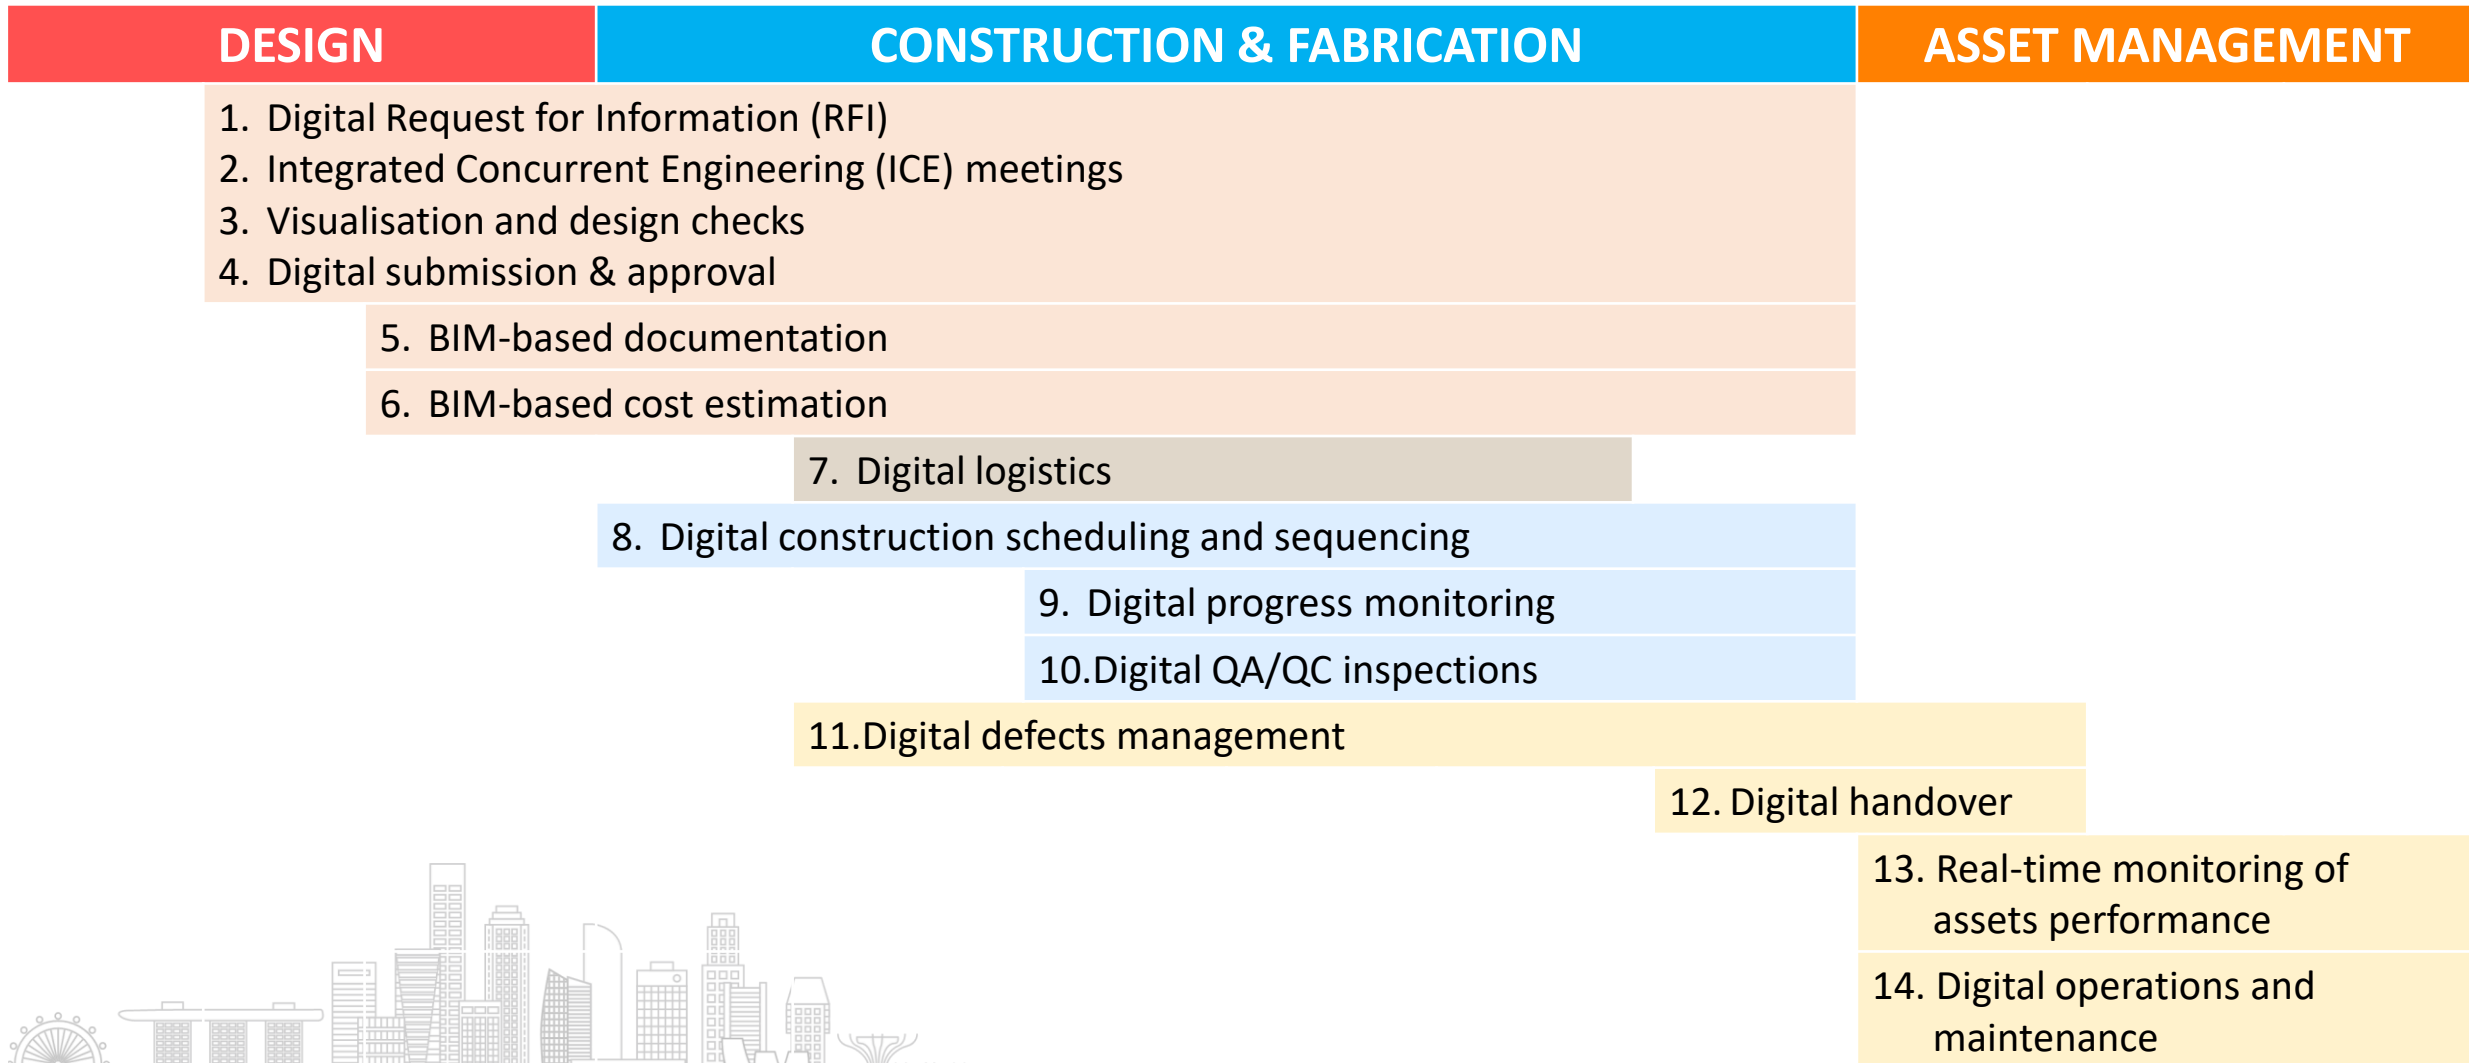 DESIGN
CONSTRUCTION & FABRICATION
ASSET MANAGEMENT
1. Digital Request for Information (RFI)
2. Integrated Concurrent Engineering (ICE) meetings
3. Visualisation and design checks
4. Digital submission & approval
5. BIM-based documentation
6. BIM-based cost estimation
7. Digital logistics
8. Digital construction scheduling and sequencing
9. Digital progress monitoring
10.Digital QA/QC inspections
11.Digital defects management
12. Digital handover
13. Real-time monitoring of
assets performance
14. Digital operations and
maintenance